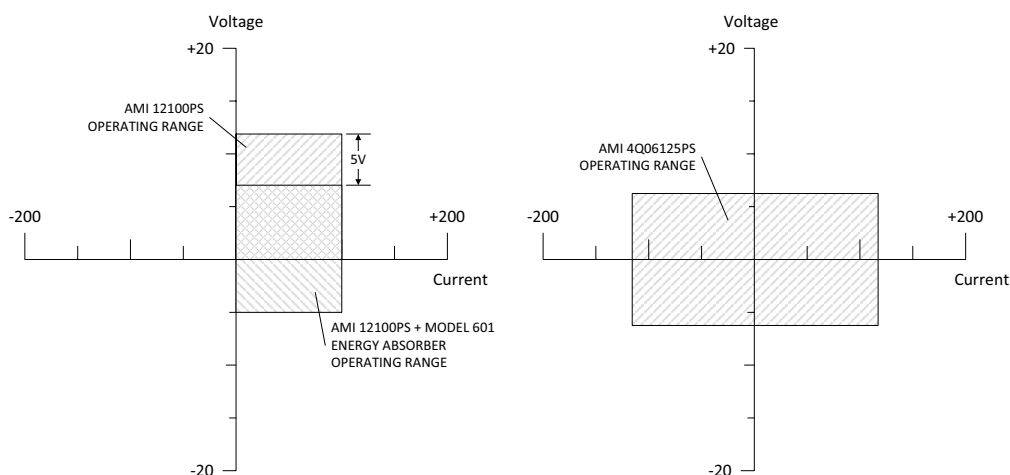 Voltage
+20
AMI 12100PS
OPERATING RANGE
5V
-200
+200
Current
AMI 12100PS + MODEL 601
ENERGY ABSORBER
OPERATING RANGE
-20
Voltage
+20
AMI 4Q06125PS
OPERATING RANGE
-200
+200
Current
-20